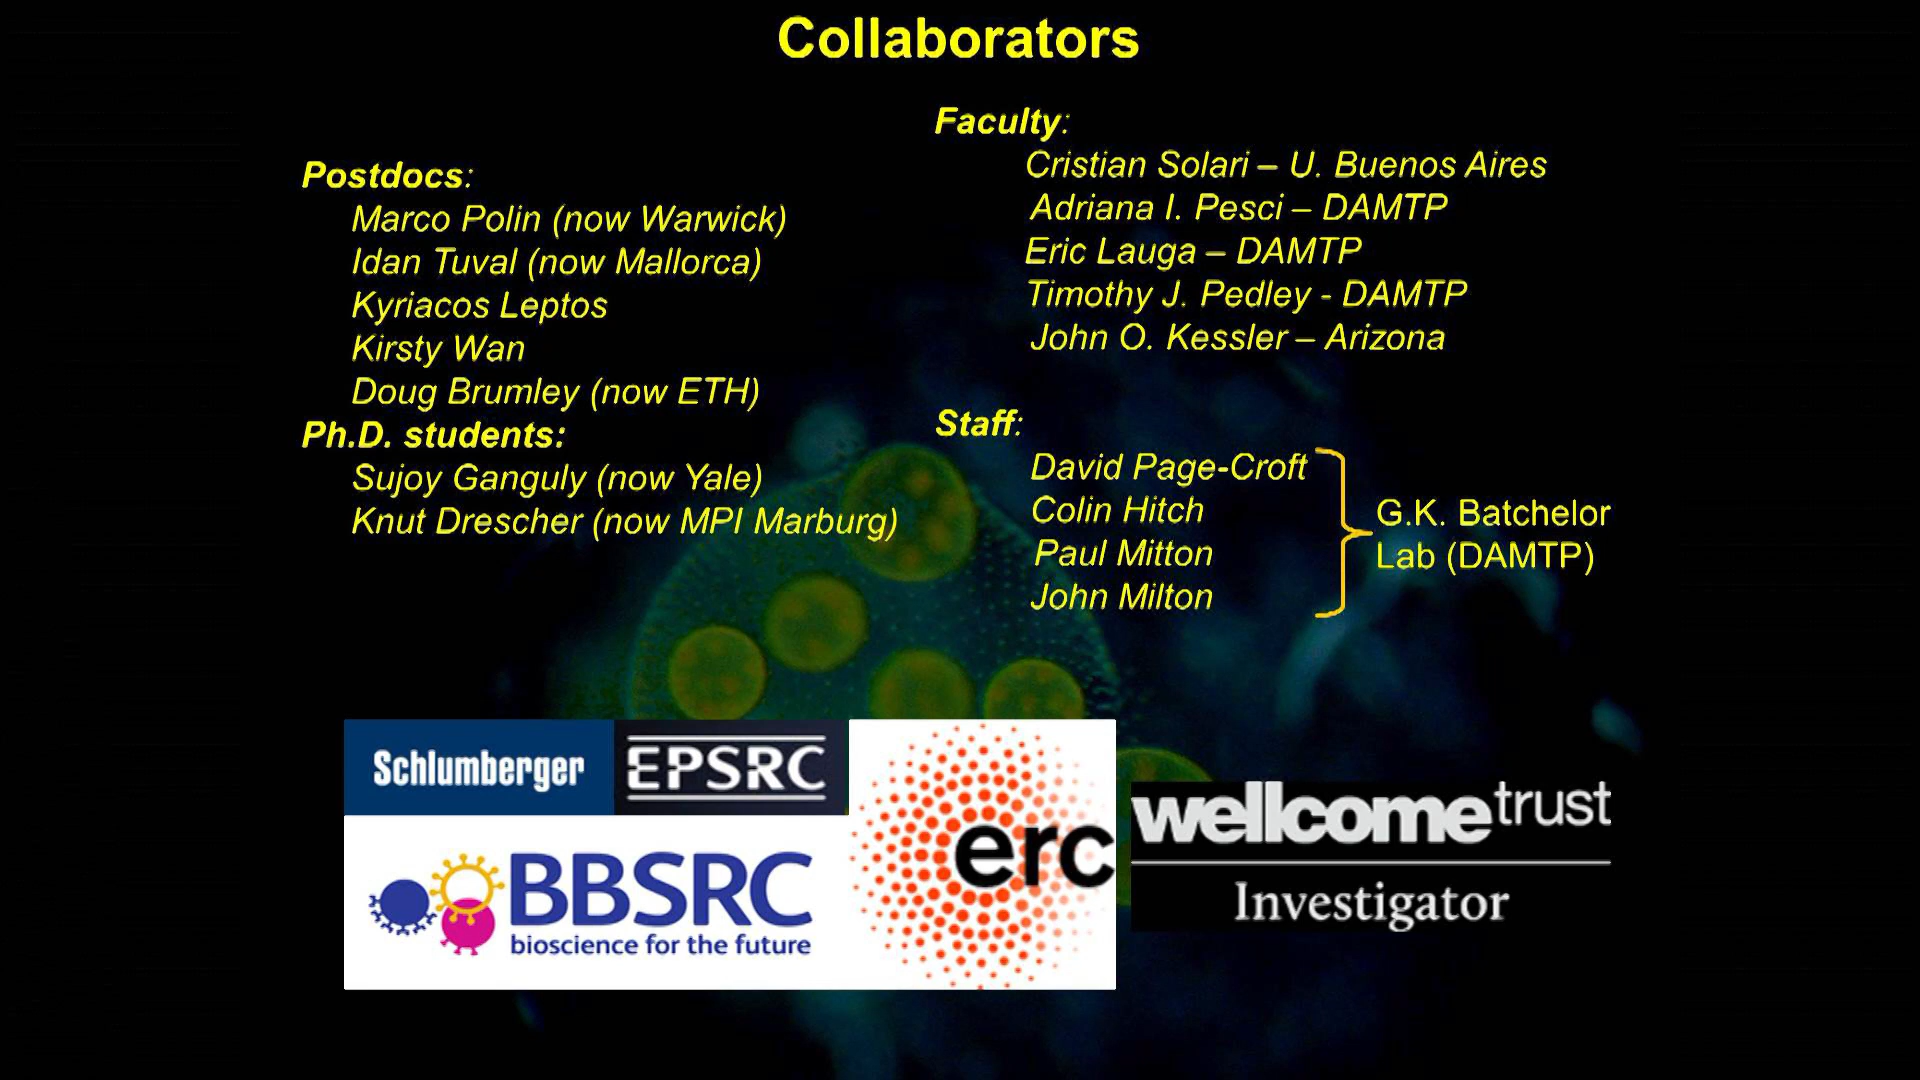 Collaborators
Postdocs:
Marco Polin (now Warwick)
Idan Tuval (now Mallorca)
Kyriacos Leptos
Kirsty Wan
Doug Brumley (now ETH)
Ph.D. students:
Sujoy Ganguly (now Yale)
Knut Drescher (now MPI Marburg)
Faculty:
Cristian Solari – U. Buenos Aires
Adriana I. Pesci – DAMTP
Eric Lauga – DAMTP
Timothy J. Pedley - DAMTP
John O. Kessler – Arizona
Staff:
David Page-Croft
Colin Hitch
Paul Mitton
John Milton
G.K. Batchelor
Lab (DAMTP)
Schlumberger
EPSRC
BBSRC
bioscience for the future
erc
wellcometrust
Investigator